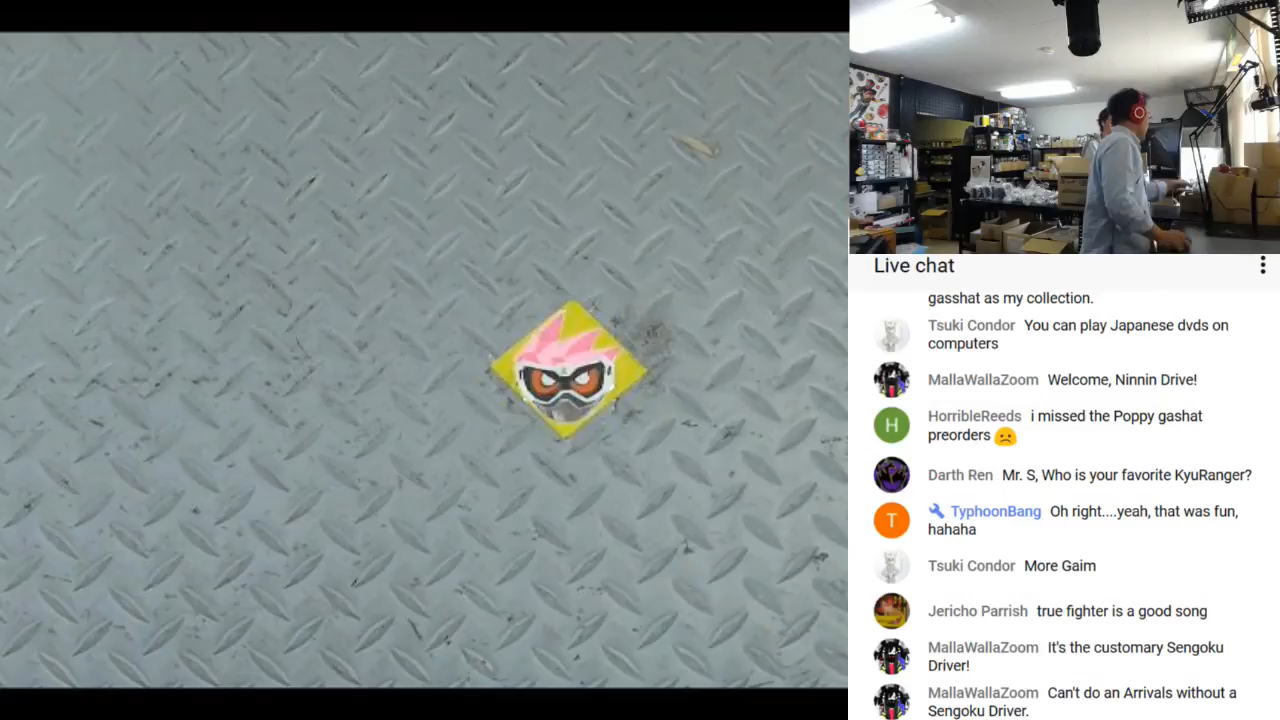 Live chat
gasshat as my collection.
Tsuki Condor You can play Japanese dvds on
computers
MallaWallaZoom Welcome, Ninnin Drive!
HorribleReeds i missed the Poppy gashat
preorders
Darth Ren Mr. S, Who is your favorite KyuRanger?
TyphoonBang Oh right....yeah, that was fun,
hahaha
Tsuki Condor More Gaim
Jericho Parrish true fighter is a good song
MallaWallaZoom It's the customary Sengoku
Driver!
MallaWallaZoom Can't do an Arrivals without a
Sengoku Driver.
H
T